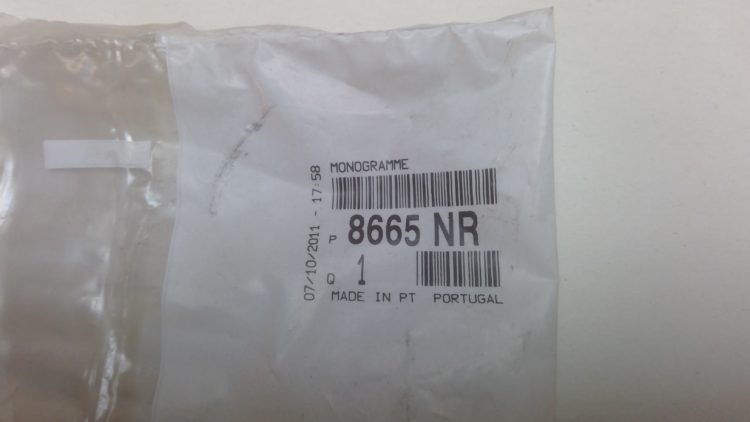 MONOGRAMME
P 8665 NR
Q 1
MADE IN PT PORTUGAL
07/10/2011 - 17:58